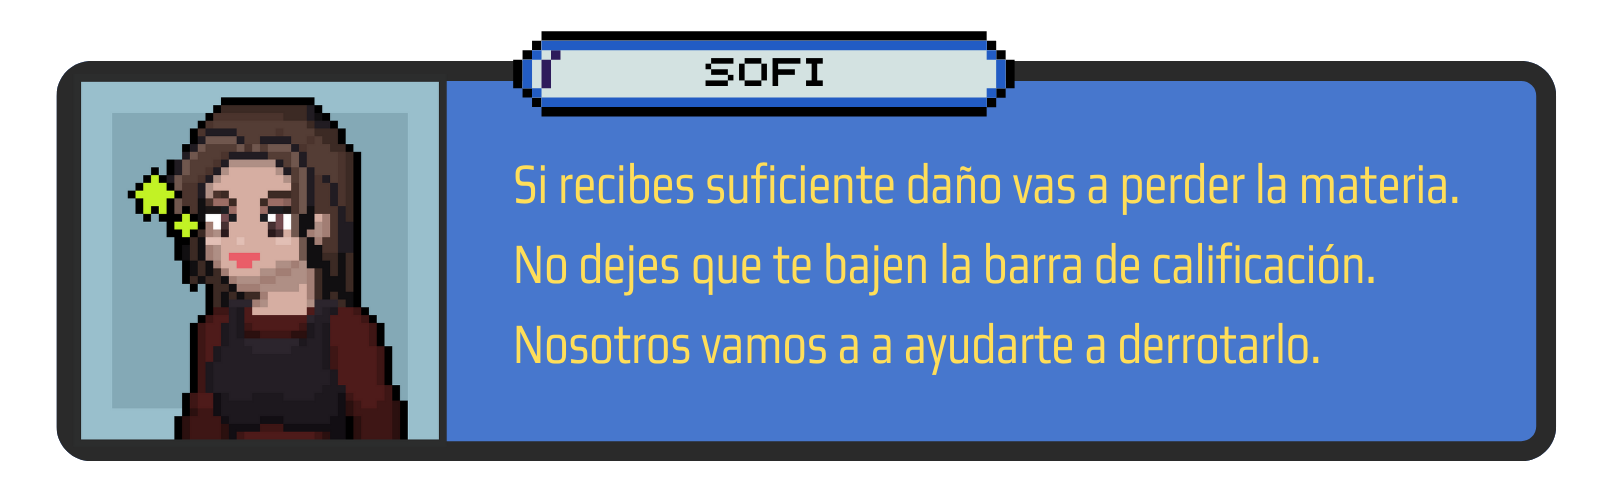 SOFI
Si recibes suficiente daño vas a perder la materia.
No dejes que te bajen la barra de calificación.
Nosotros vamos a a ayudarte a derrotarlo.